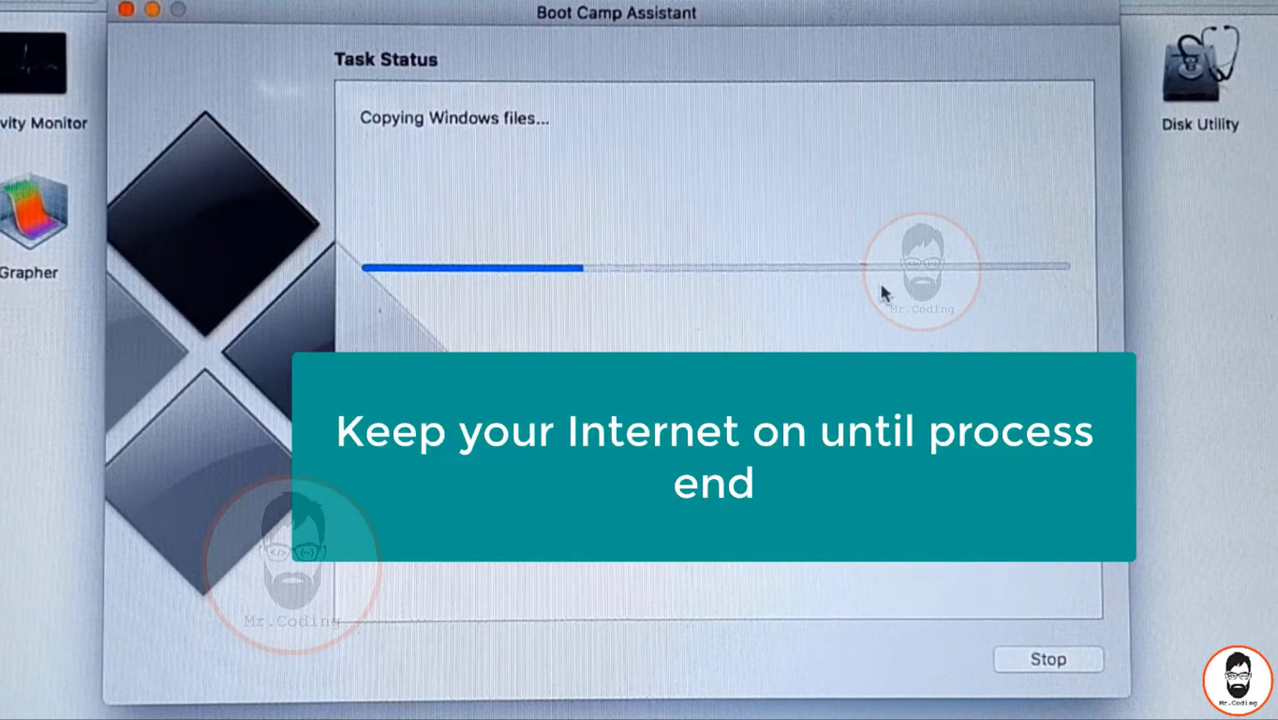 Boot Camp Assistant
Task Status
Copying Windows files...
vity Monitor
Disk Utility
Grapher
Mr.Coding
Keep your Internet on until process
end
Mr.Coding
Stop
Mr.Coding